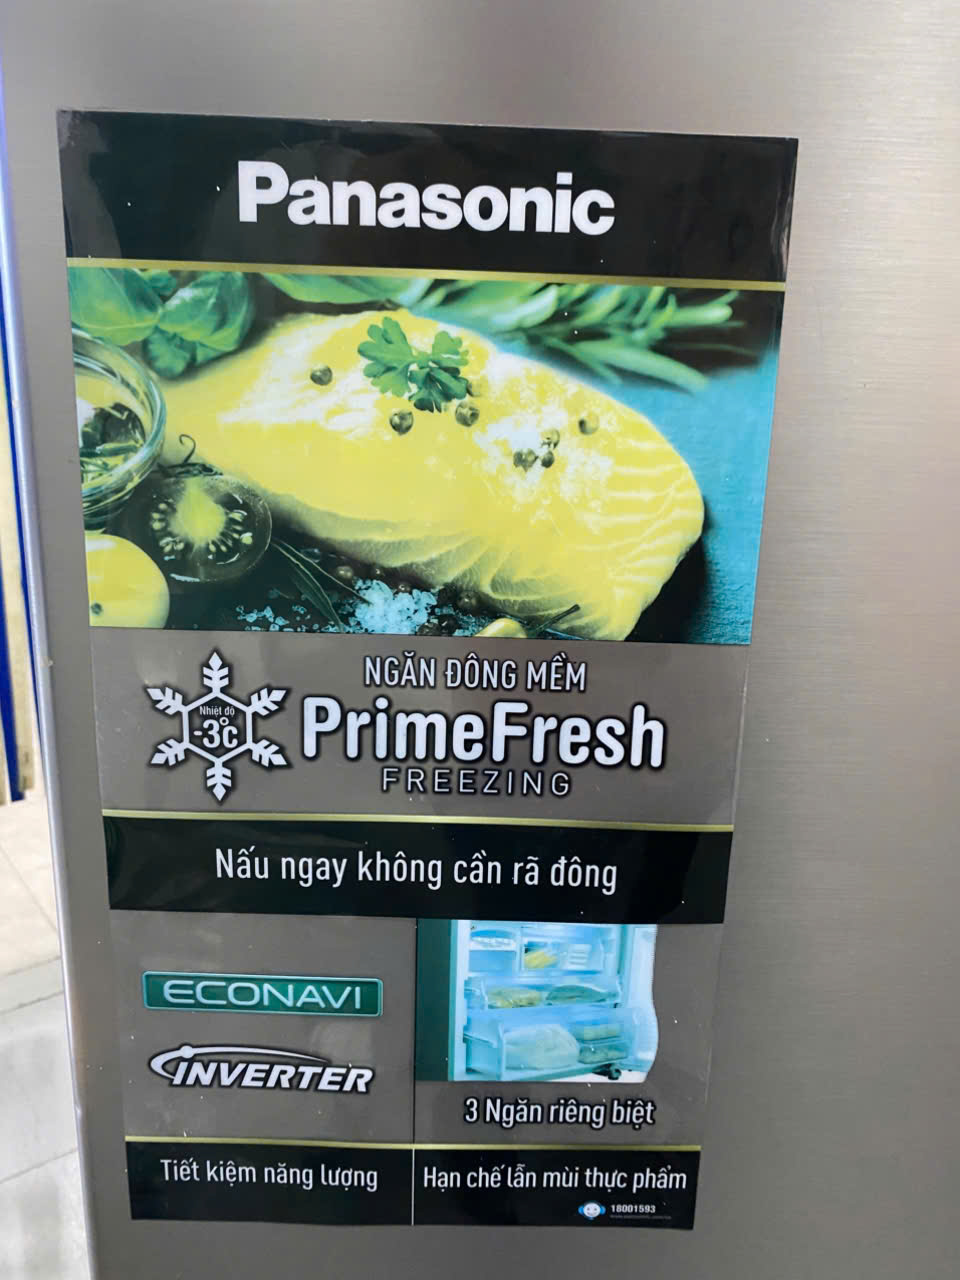 Panasonic
NGĂN ĐÔNG MỀM
Nhiệt độ
-3°c
PrimeFresh
FREEZING
Nấu ngay không cần rã đông
ECONAVI
INVERTER
3 Ngăn riêng biệt
Tiết kiệm năng lượng
Hạn chế lẫn mùi thực phẩm
18001593